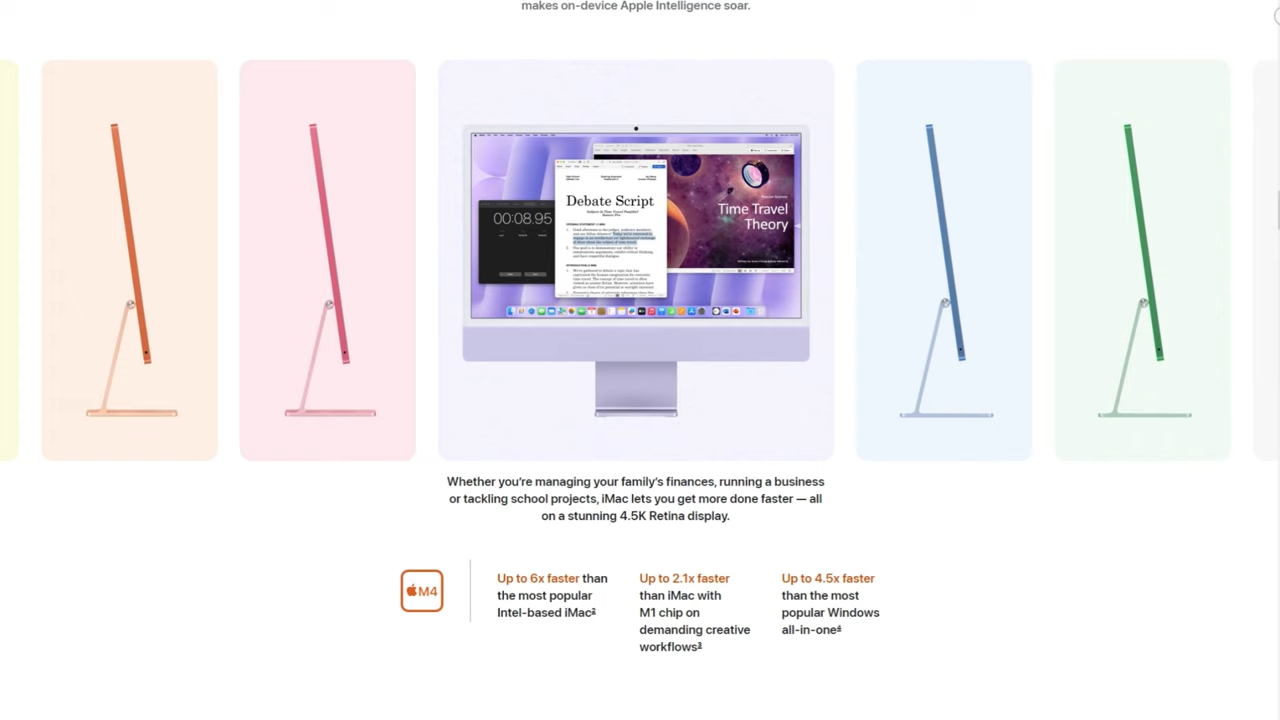 makes on-device Apple Intelligence soar.
00:08.95
Debate Script
Time Travel
Theory
Whether you're managing your family's finances, running a business
or tackling school projects, iMac lets you get more done faster — all
on a stunning 4.5K Retina display.
M4
Up to 6x faster than
the most popular
Intel-based iMac²
Up to 2.1x faster
than iMac with
M1 chip on
demanding creative
workflows³
Up to 4.5x faster
than the most
popular Windows
all-in-one⁴